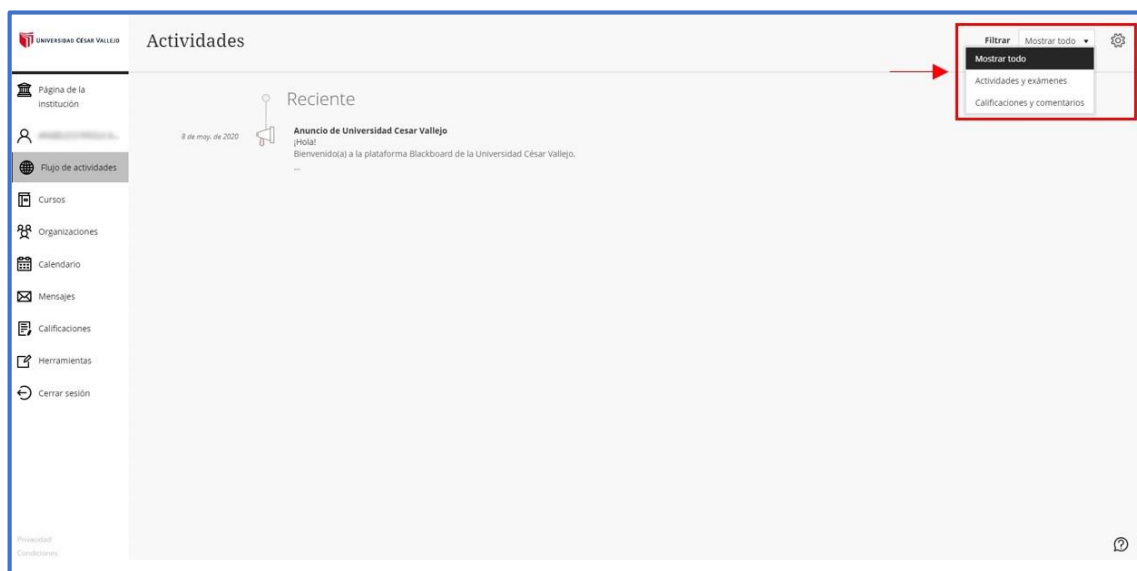 UNIVERSIDAD CÉSAR VALLEJO
Actividades
Filtrar Mostrar todo
Mostrar todo
Actividades y exámenes
Calificaciones y comentarios
Página de la
institución
Flujo de actividades
Cursos
Organizaciones
Calendario
Mensajes
Calificaciones
Herramientas
Cerrar sesión
Privacidad
Condiciones
Reciente
8 de may. de 2020
Anuncio de Universidad Cesar Vallejo
¡Hola!
Bienvenido(a) a la plataforma Blackboard de la Universidad César Vallejo.
...